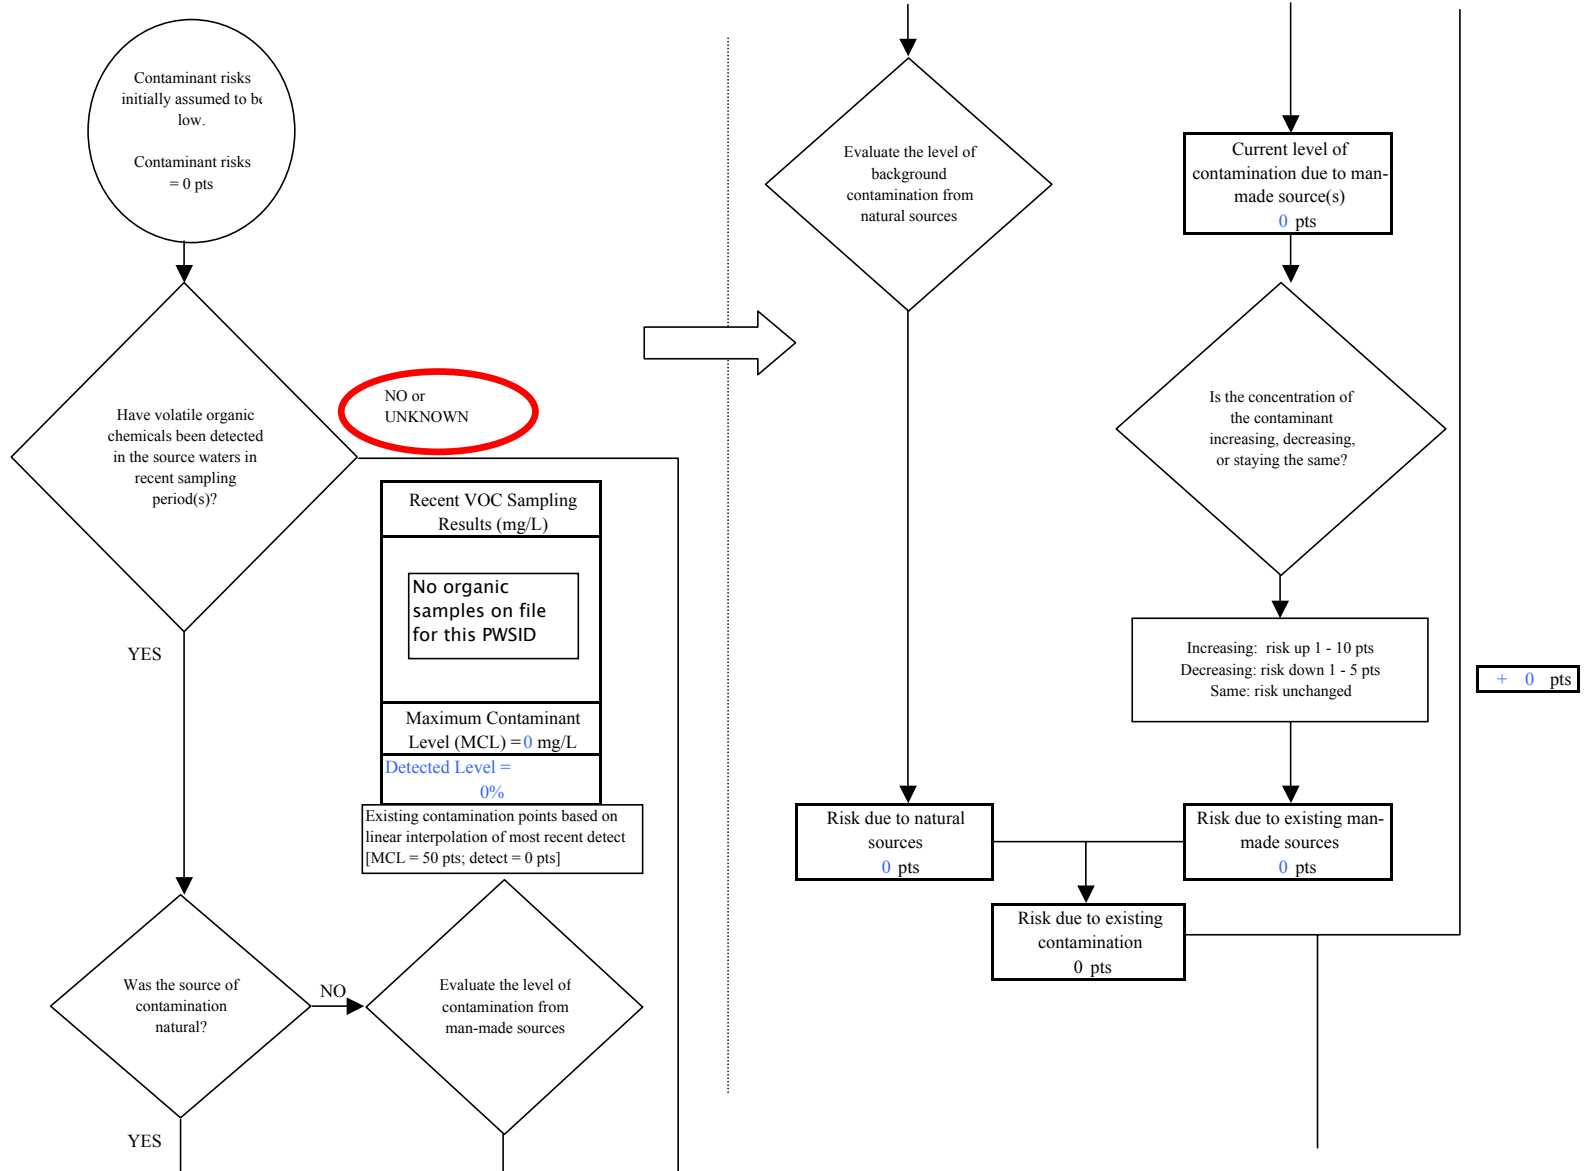 Contaminant risks
initially assumed to be
low.
Contaminant risks
= 0 pts
Have volatile organic
chemicals been detected
in the source waters in
recent sampling
period(s)?
NO or
UNKNOWN
YES
Recent VOC Sampling
Results (mg/L)
No organic
samples on file
for this PWSID
Maximum Contaminant
Level (MCL) = 0 mg/L
Detected Level =
0%
Existing contamination points based on
linear interpolation of most recent detect
[MCL = 50 pts; detect = 0 pts]
Was the source of
contamination
natural?
NO
Evaluate the level of
contamination from
man-made sources
YES
Evaluate the level of
background
contamination from
natural sources
Current level of
contamination due to man-
made source(s)
0 pts
Is the concentration of
the contaminant
increasing, decreasing,
or staying the same?
Increasing: risk up 1 - 10 pts
Decreasing: risk down 1 - 5 pts
Same: risk unchanged
+ 0 pts
Risk due to natural
sources
0 pts
Risk due to existing man-
made sources
0 pts
Risk due to existing
contamination
0 pts